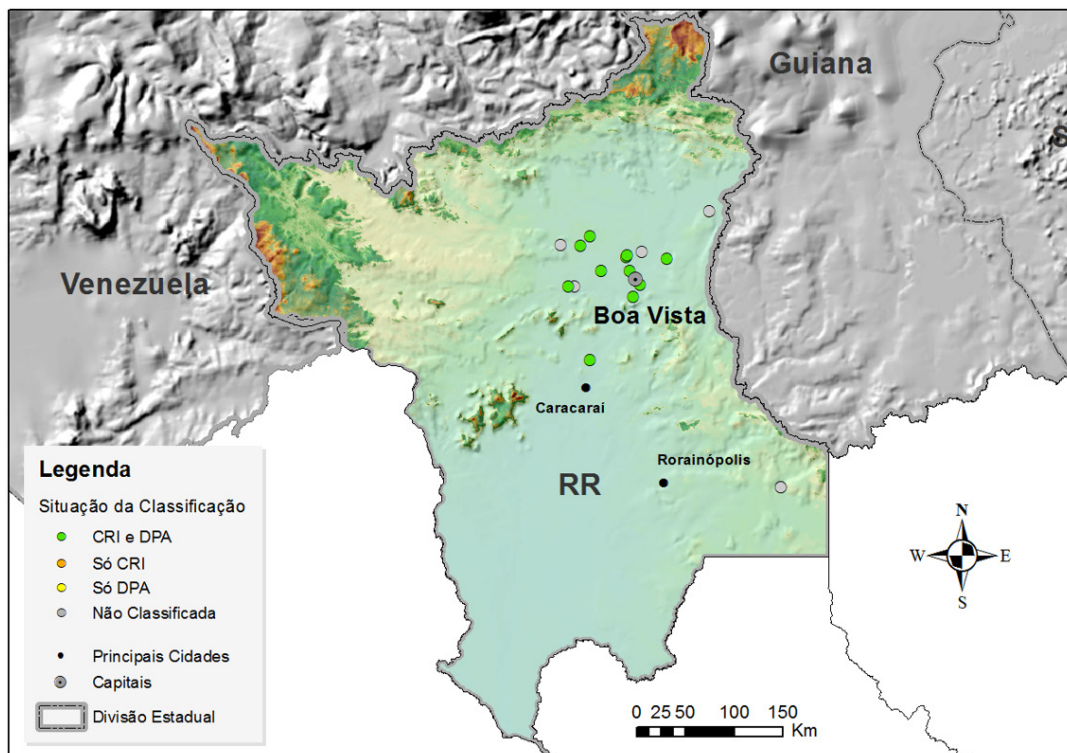 Guiana
S
Venezuela
Boa Vista
Caracaraí
Rorainópolis
RR
Legenda
Situação da Classificação
CRI e DPA
Só CRI
Só DPA
Não Classificada
Principais Cidades
Capitais
Divisão Estadual
N
W E
S
0 25 50 100 150
Km